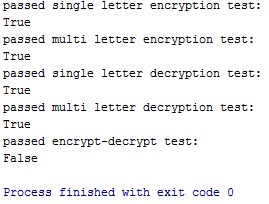 passed single letter encryption test:
True
passed multi letter encryption test:
True
passed single letter decryption test:
True
passed multi letter decryption test:
True
passed encrypt-decrypt test:
False
Process finished with exit code 0